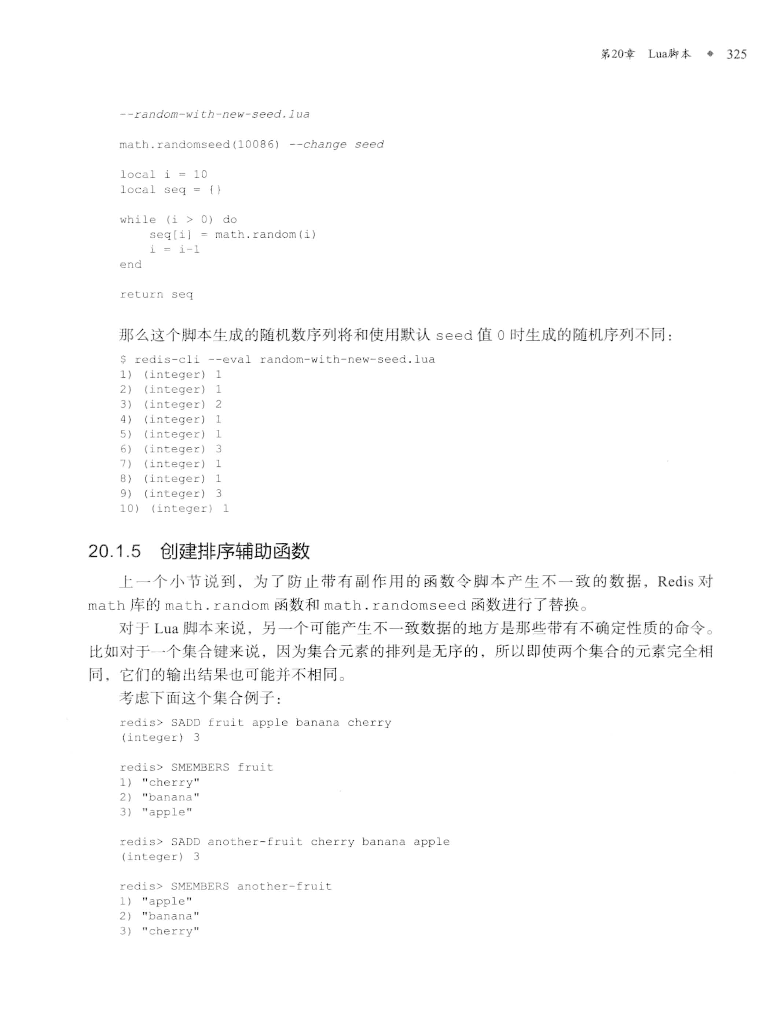 第20章 Lua脚本 ◆ 325
--random-with-new-seed.lua
math.randomseed(10086) --change seed
local i = 10
local seq = {}
while (i > 0) do
seq[i] = math.random(i)
i = i-1
end
return seq
那么这个脚本生成的随机数序列将和使用默认 seed 值 0 时生成的随机序列不同：
$ redis-cli --eval random-with-new-seed.lua
1) (integer) 1
2) (integer) 1
3) (integer) 2
4) (integer) 1
5) (integer) 1
6) (integer) 3
7) (integer) 1
8) (integer) 1
9) (integer) 3
10) (integer) 1
20.1.5 创建排序辅助函数
上一个小节说到，为了防止带有副作用的函数令脚本产生不一致的数据，Redis 对
math 库的 math.random 函数和 math.randomseed 函数进行了替换。
对于 Lua 脚本来说，另一个可能产生不一致数据的地方是那些带有不确定性质的命令。
比如对于一个集合键来说，因为集合元素的排列是无序的，所以即使两个集合的元素完全相
同，它们的输出结果也可能并不相同。
考虑下面这个集合例子：
redis> SADD fruit apple banana cherry
(integer) 3
redis> SMEMBERS fruit
1) "cherry"
2) "banana"
3) "apple"
redis> SADD another-fruit cherry banana apple
(integer) 3
redis> SMEMBERS another-fruit
1) "apple"
2) "banana"
3) "cherry"